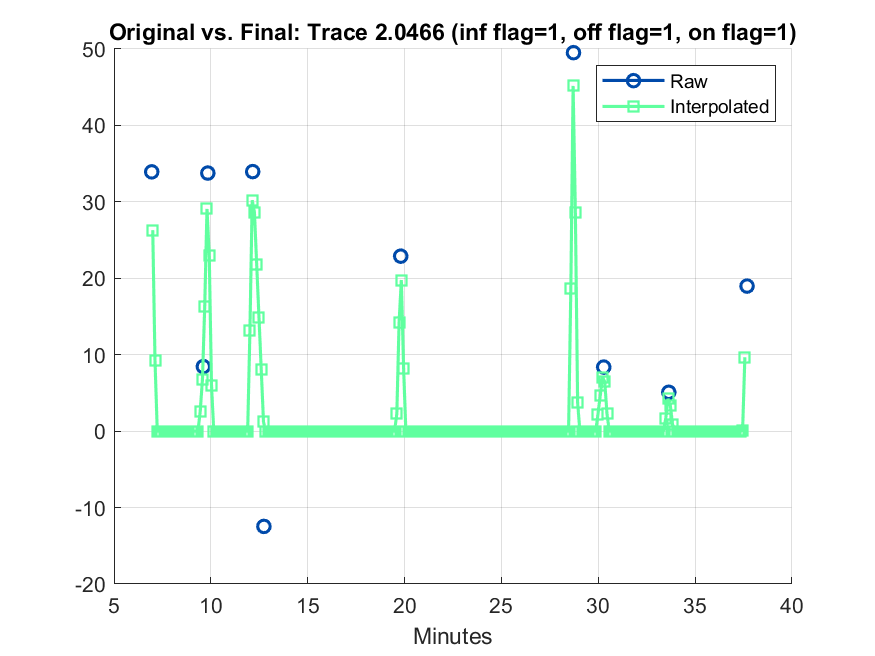 Original vs. Final: Trace 2.0466 (inf flag=1, off flag=1, on flag=1)
50
Raw
Interpolated
40
30
20
10
0
-10
-20
5 10 15 20 25 30 35 40
Minutes